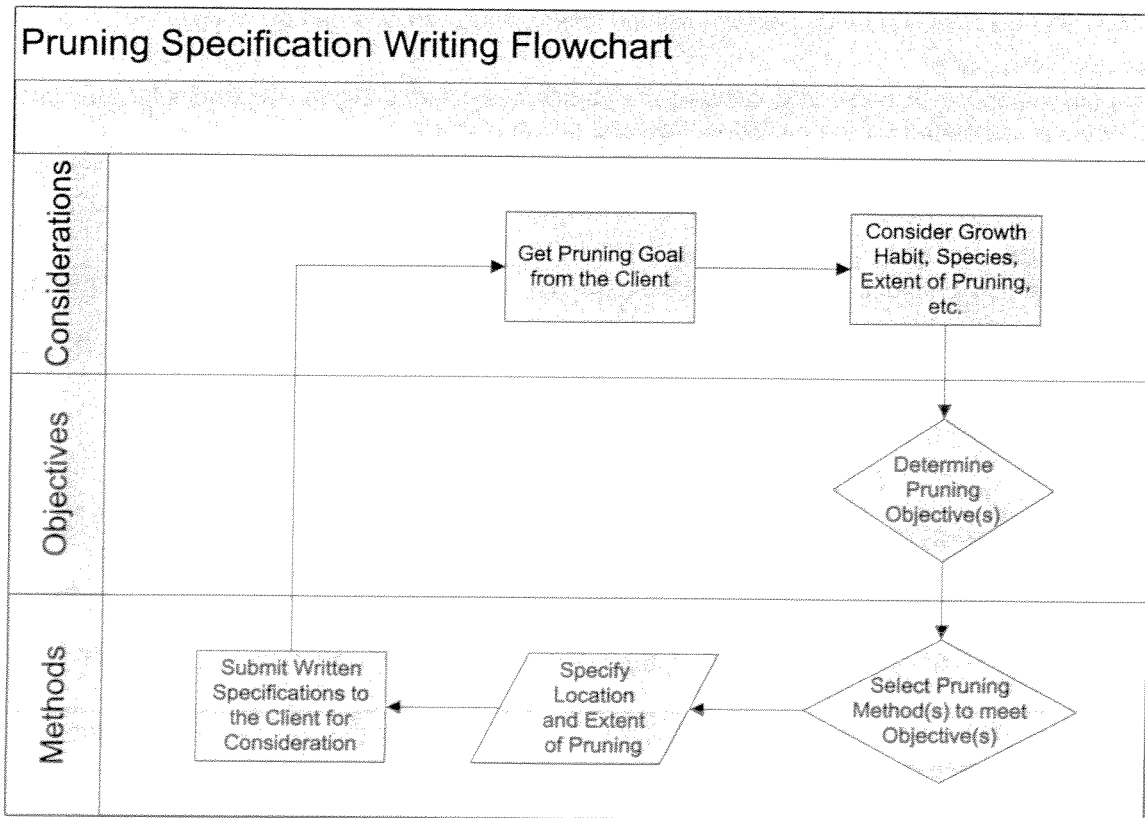 Pruning Specification Writing Flowchart
Considerations
Get Pruning Goal
from the Client
Consider Growth
Habit, Species,
Extent of Pruning,
etc.
Objectives
Determine
Pruning
Objective(s)
Methods
Submit Written
Specifications to
the Client for
Consideration
Specify
Location
and Extent
of Pruning
Select Pruning
Method(s) to meet
Objective(s)